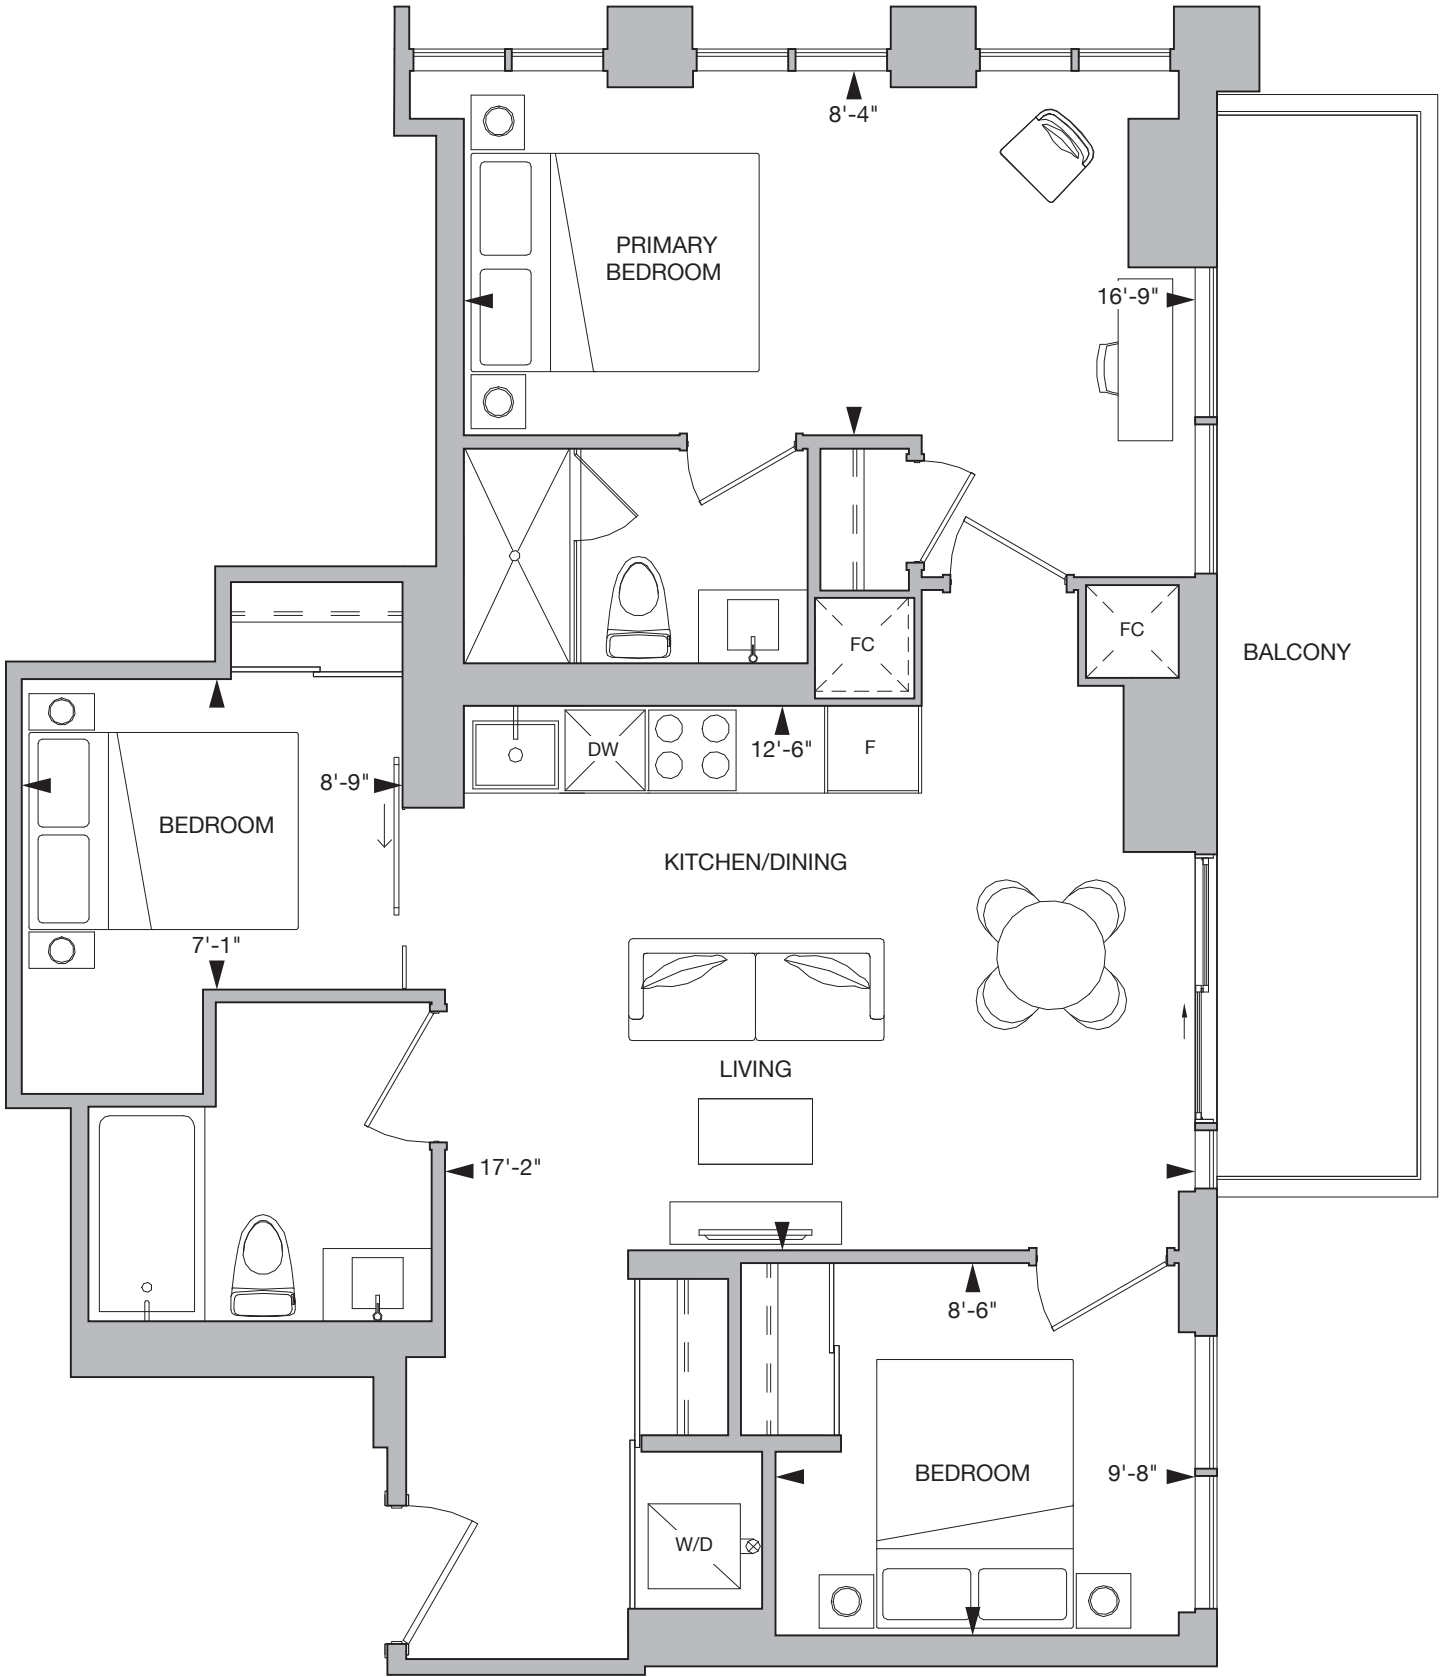 8'-4"
PRIMARY
BEDROOM
16'-9"
FC
FC
BALCONY
DW
12'-6"
F
8'-9"
BEDROOM
KITCHEN/DINING
7'-1"
LIVING
17'-2"
8'-6"
BEDROOM
9'-8"
W/D